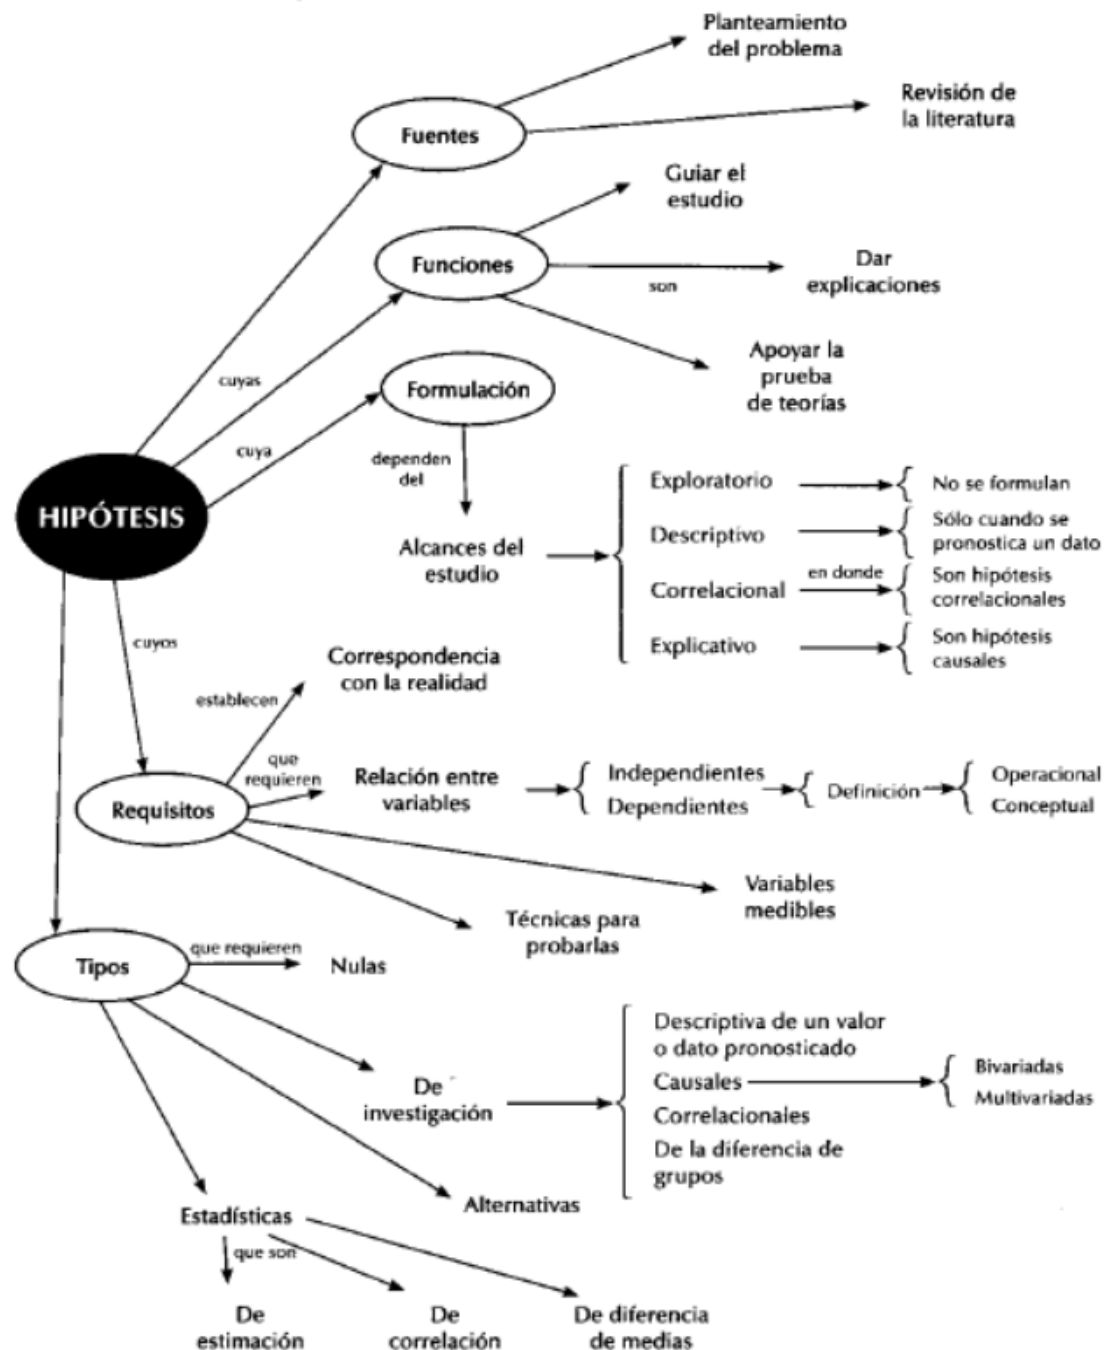 Planteamiento
del problema
Revisión de
la literatura
Fuentes
Guiar el
estudio
Funciones
son
Dar
explicaciones
Apoyar la
prueba
de teorías
cuyas
Formulación
cuya
dependen
del
HIPÓTESIS
Alcances del
estudio
Exploratorio
No se formulan
Descriptivo
Sólo cuando se
pronostica un dato
Correlacional
en donde
Son hipótesis
correlacionales
Explicativo
Son hipótesis
causales
cuyos
Correspondencia
con la realidad
establecen
que
requieren
Requisitos
Relación entre
variables
Independientes
Dependientes
Definición
Operacional
Conceptual
Variables
medibles
Técnicas para
probarlas
Tipos
que requieren
Nulas
De
investigación
Descriptiva de un valor
o dato pronosticado
Causales
Bivariadas
Multivariadas
Correlacionales
De la diferencia de
grupos
Alternativas
Estadísticas
que son
De
estimación
De
correlación
De diferencia
de medias